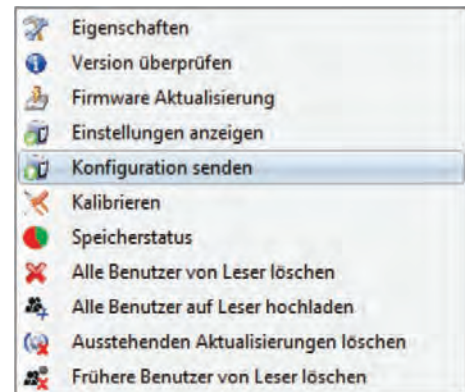 Eigenschaften
Version überprüfen
Firmware Aktualisierung
Einstellungen anzeigen
Konfiguration senden
Kalibrieren
Speicherstatus
Alle Benutzer von Leser löschen
Alle Benutzer auf Leser hochladen
Ausstehenden Aktualisierungen löschen
Frühere Benutzer von Leser löschen